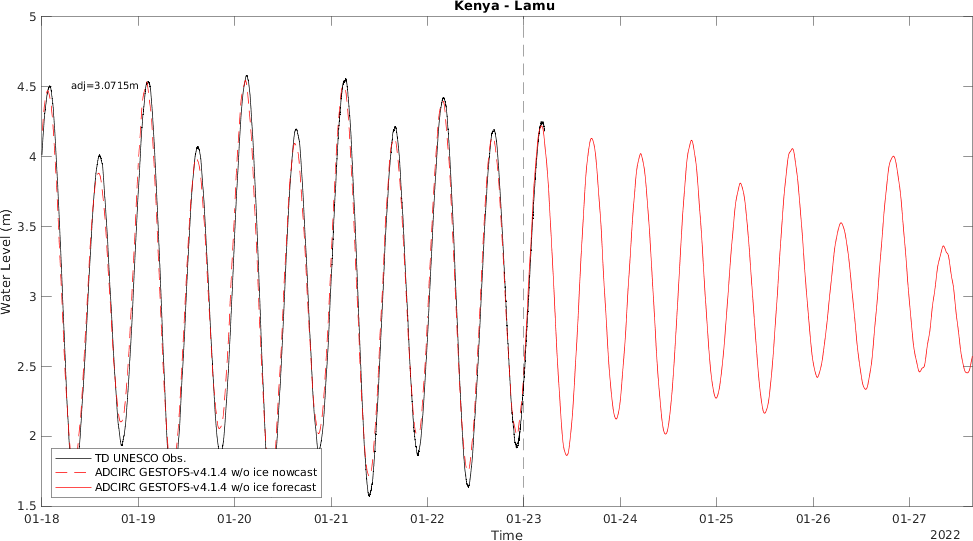 Kenya - Lamu
5
4.5
4
3.5
3
2.5
2
1.5
Water Level (m)
adj=3.0715m
TD UNESCO Obs.
ADCIRC GESTOFS-v4.1.4 w/o ice nowcast
ADCIRC GESTOFS-v4.1.4 w/o ice forecast
01-18 01-19 01-20 01-21 01-22 01-23 01-24 01-25 01-26 01-27
Time
2022